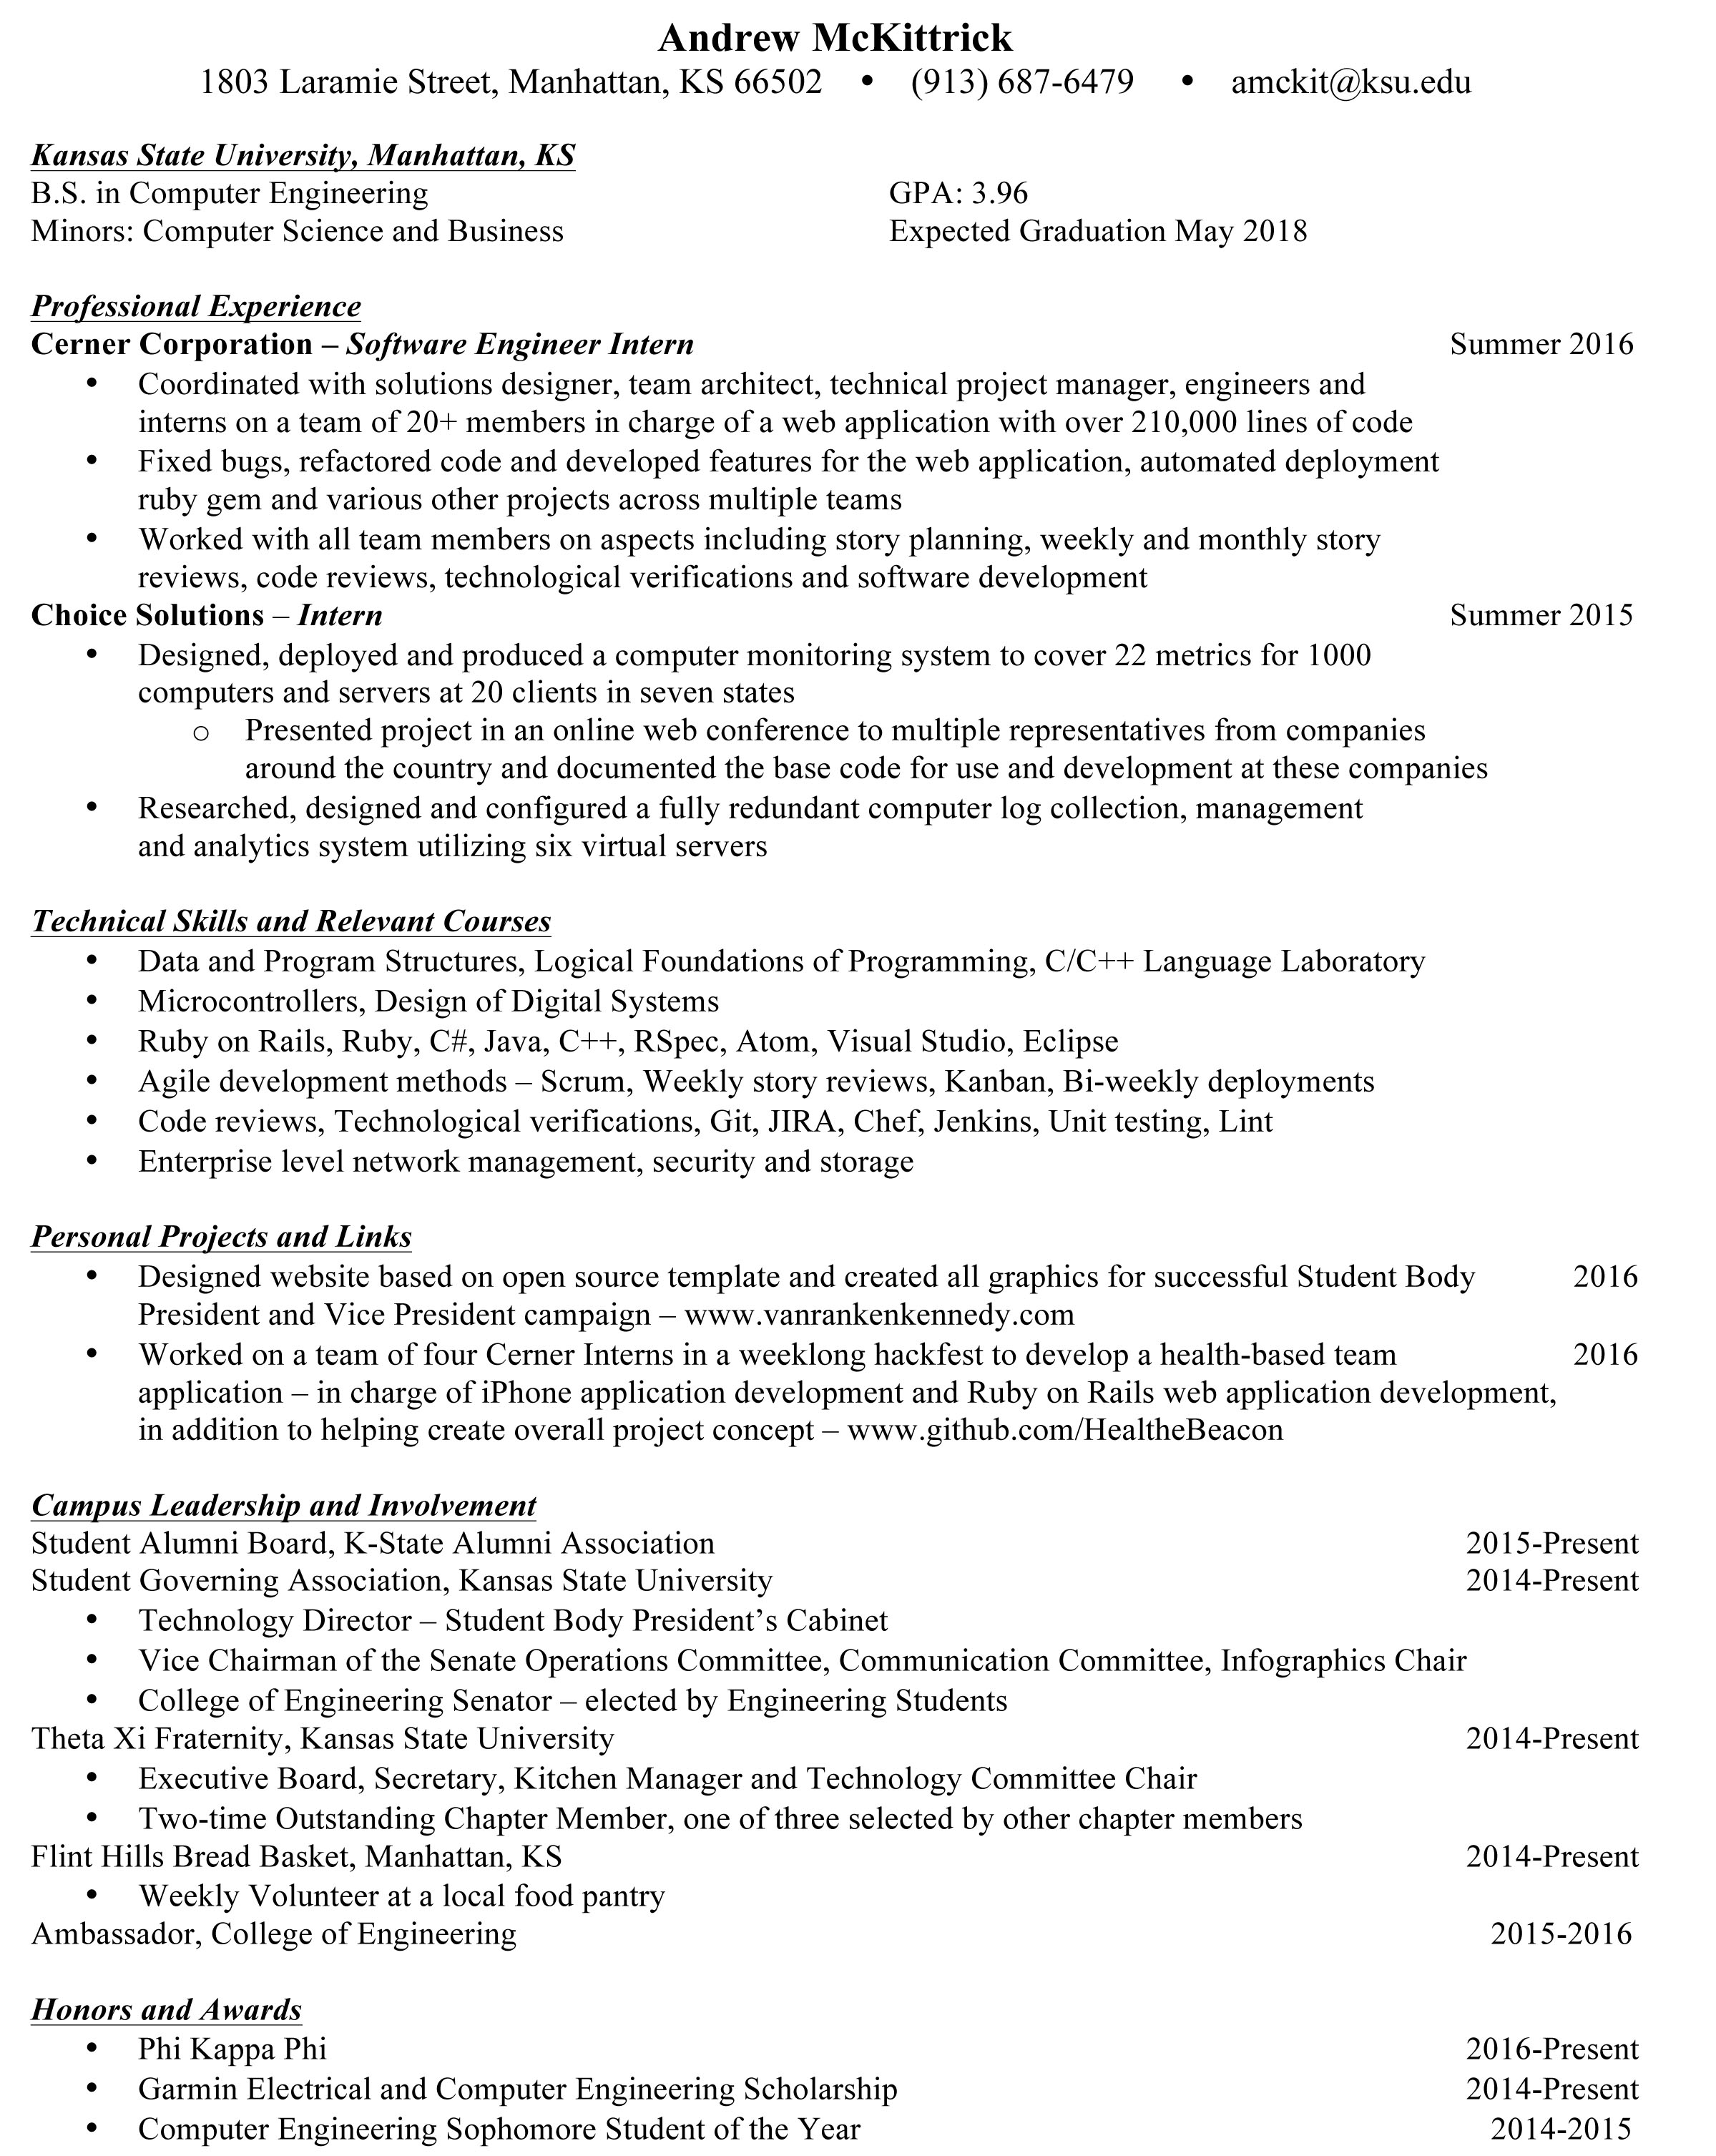 Andrew McKittrick
1803 Laramie Street, Manhattan, KS 66502 • (913) 687-6479 • amckit@ksu.edu
Kansas State University, Manhattan, KS
B.S. in Computer Engineering GPA: 3.96
Minors: Computer Science and Business Expected Graduation May 2018
Professional Experience
Cerner Corporation – Software Engineer Intern Summer 2016
• Coordinated with solutions designer, team architect, technical project manager, engineers and
interns on a team of 20+ members in charge of a web application with over 210,000 lines of code
• Fixed bugs, refactored code and developed features for the web application, automated deployment
ruby gem and various other projects across multiple teams
• Worked with all team members on aspects including story planning, weekly and monthly story
reviews, code reviews, technological verifications and software development
Choice Solutions – Intern Summer 2015
• Designed, deployed and produced a computer monitoring system to cover 22 metrics for 1000
computers and servers at 20 clients in seven states
o Presented project in an online web conference to multiple representatives from companies
around the country and documented the base code for use and development at these companies
• Researched, designed and configured a fully redundant computer log collection, management
and analytics system utilizing six virtual servers
Technical Skills and Relevant Courses
• Data and Program Structures, Logical Foundations of Programming, C/C++ Language Laboratory
• Microcontrollers, Design of Digital Systems
• Ruby on Rails, Ruby, C#, Java, C++, RSpec, Atom, Visual Studio, Eclipse
• Agile development methods – Scrum, Weekly story reviews, Kanban, Bi-weekly deployments
• Code reviews, Technological verifications, Git, JIRA, Chef, Jenkins, Unit testing, Lint
• Enterprise level network management, security and storage
Personal Projects and Links
• Designed website based on open source template and created all graphics for successful Student Body 2016
President and Vice President campaign – www.vanrankenkennedy.com
• Worked on a team of four Cerner Interns in a weeklong hackfest to develop a health-based team 2016
application – in charge of iPhone application development and Ruby on Rails web application development,
in addition to helping create overall project concept – www.github.com/HealtheBeacon
Campus Leadership and Involvement
Student Alumni Board, K-State Alumni Association 2015-Present
Student Governing Association, Kansas State University 2014-Present
• Technology Director – Student Body President’s Cabinet
• Vice Chairman of the Senate Operations Committee, Communication Committee, Infographics Chair
• College of Engineering Senator – elected by Engineering Students
Theta Xi Fraternity, Kansas State University 2014-Present
• Executive Board, Secretary, Kitchen Manager and Technology Committee Chair
• Two-time Outstanding Chapter Member, one of three selected by other chapter members
Flint Hills Bread Basket, Manhattan, KS 2014-Present
• Weekly Volunteer at a local food pantry
Ambassador, College of Engineering 2015-2016
Honors and Awards
• Phi Kappa Phi 2016-Present
• Garmin Electrical and Computer Engineering Scholarship 2014-Present
• Computer Engineering Sophomore Student of the Year 2014-2015